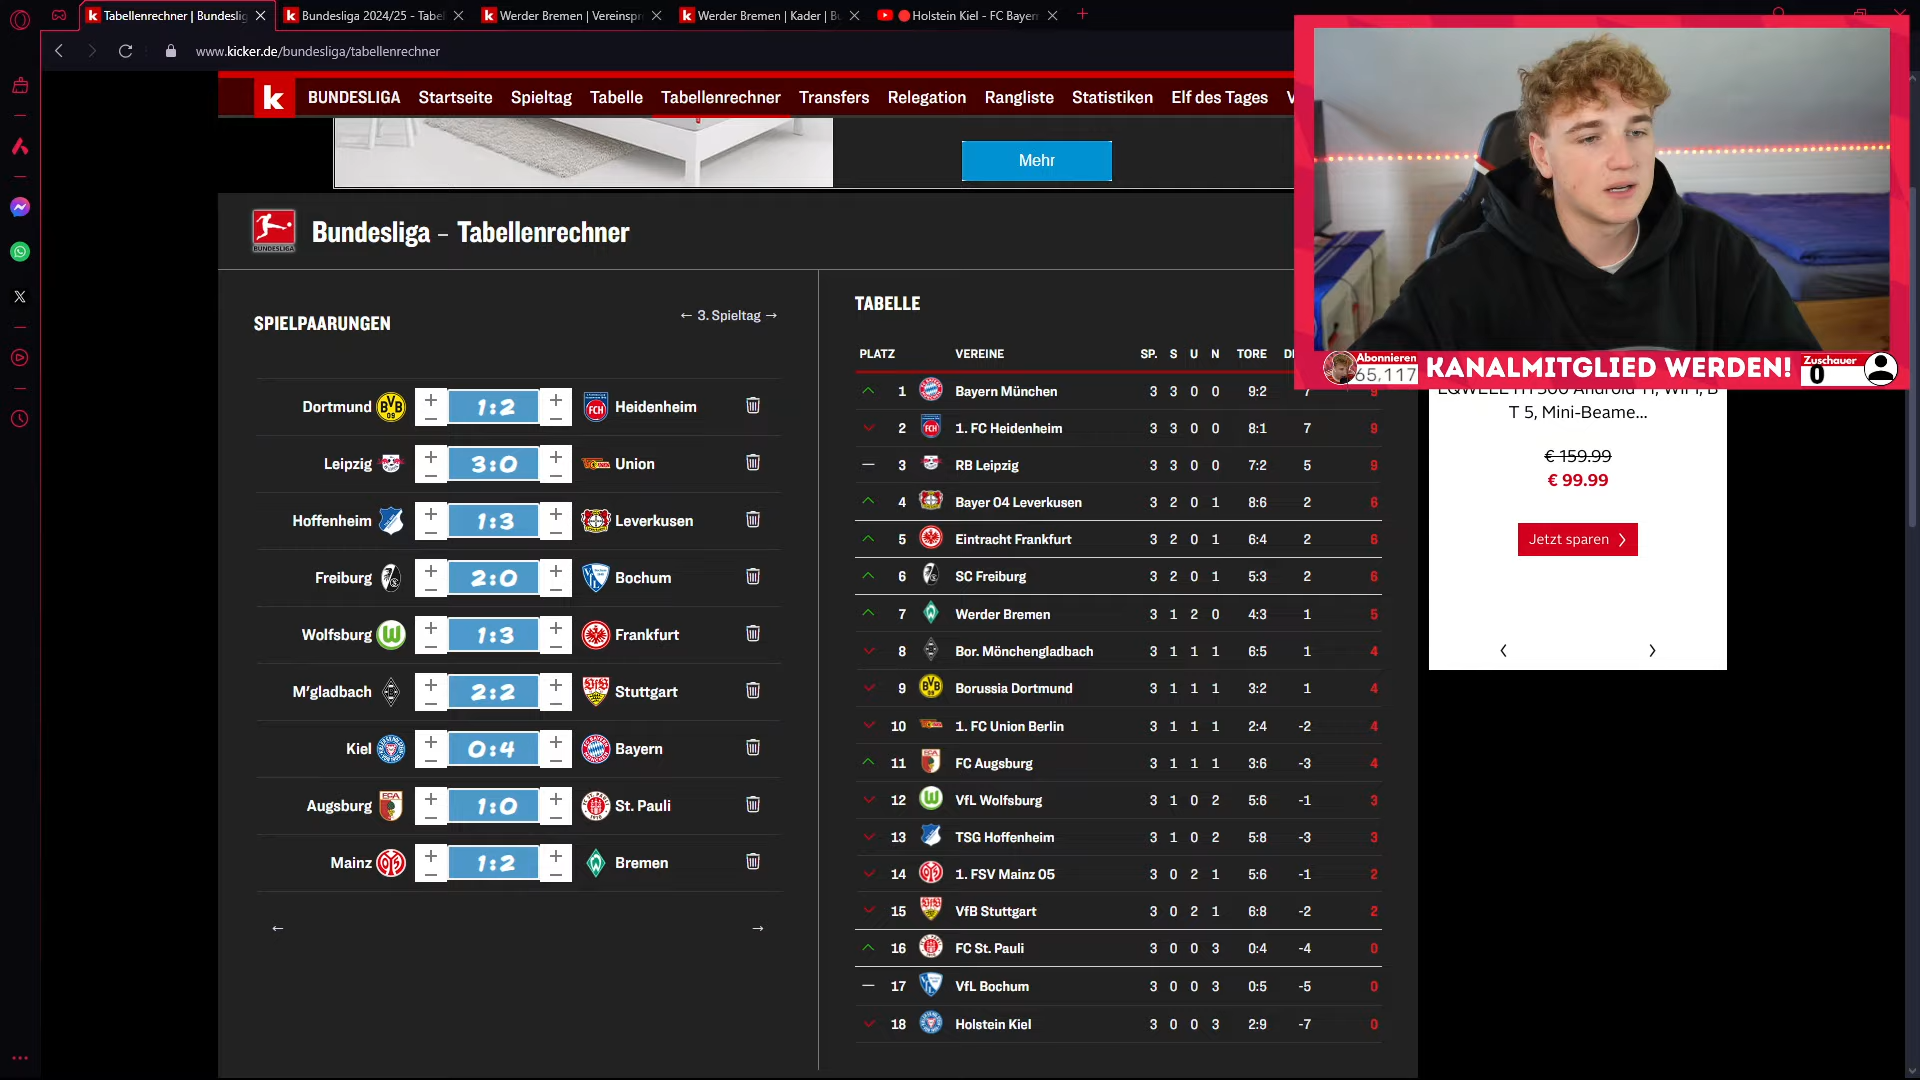 Tabellenrechner | Bundeslig
Bundesliga 2024/25 - Tabel
Werder Bremen | Vereinspr
Werder Bremen | Kader | Bu
Holstein Kiel - FC Bayern
www.kicker.de/bundesliga/tabellenrechner
k
BUNDESLIGA
Startseite
Spieltag
Tabelle
Tabellenrechner
Transfers
Relegation
Rangliste
Statistiken
Elf des Tages
V
Mehr
BUNDESLIGA
Bundesliga – Tabellenrechner
SPIELPAARUNGEN
← 3. Spieltag →
Dortmund BVB 09 1:2 FCH Heidenheim
Leipzig 3:0 Union
Hoffenheim 1:3 Leverkusen
Freiburg 2:0 Bochum
Wolfsburg 1:3 Frankfurt
M'gladbach 2:2 Stuttgart
Kiel 0:4 Bayern
Augsburg 1:0 St. Pauli
Mainz 1:2 Bremen
← →
TABELLE
PLATZ VEREINE SP. S U N TORE DI
1 Bayern München 3 3 0 0 9:2 7 9
2 1. FC Heidenheim 3 3 0 0 8:1 7 9
3 RB Leipzig 3 3 0 0 7:2 5 9
4 Bayer 04 Leverkusen 3 2 0 1 8:6 2 6
5 Eintracht Frankfurt 3 2 0 1 6:4 2 6
6 SC Freiburg 3 2 0 1 5:3 2 6
7 Werder Bremen 3 1 2 0 4:3 1 5
8 Bor. Mönchengladbach 3 1 1 1 6:5 1 4
9 Borussia Dortmund 3 1 1 1 3:2 1 4
10 1. FC Union Berlin 3 1 1 1 2:4 -2 4
11 FC Augsburg 3 1 1 1 3:6 -3 4
12 VfL Wolfsburg 3 1 0 2 5:6 -1 3
13 TSG Hoffenheim 3 1 0 2 5:8 -3 3
14 1. FSV Mainz 05 3 0 2 1 5:6 -1 2
15 VfB Stuttgart 3 0 2 1 6:8 -2 2
16 FC St. Pauli 3 0 0 3 0:4 -4 0
17 VfL Bochum 3 0 0 3 0:5 -5 0
18 Holstein Kiel 3 0 0 3 2:9 -7 0
Abonnieren
65,117
KANALMITGLIED WERDEN!
Zuschauer
0
T 5, Mini-Beame...
€ 159.99
€ 99.99
Jetzt sparen